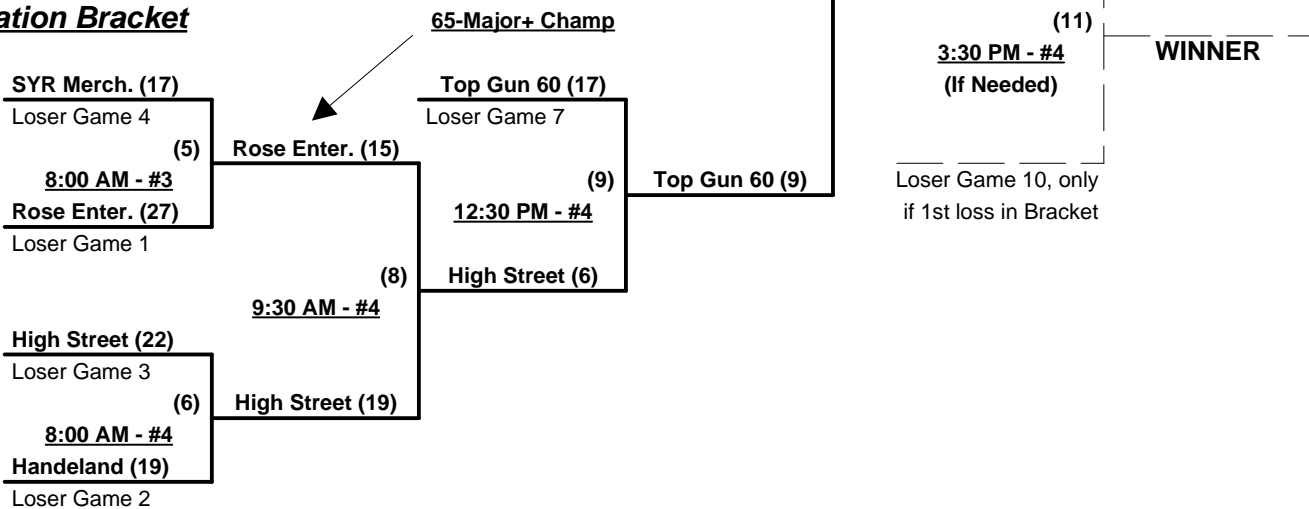 ation Bracket
65-Major+ Champ
(11)
3:30 PM - #4
WINNER
(If Needed)
SYR Merch. (17)
Loser Game 4
Top Gun 60 (17)
Loser Game 7
(5)
Rose Enter. (15)
8:00 AM - #3
Rose Enter. (27)
Loser Game 1
(9)
Top Gun 60 (9)
12:30 PM - #4
Loser Game 10, only
if 1st loss in Bracket
(8)
High Street (6)
9:30 AM - #4
High Street (22)
Loser Game 3
(6)
High Street (19)
8:00 AM - #4
Handeland (19)
Loser Game 2